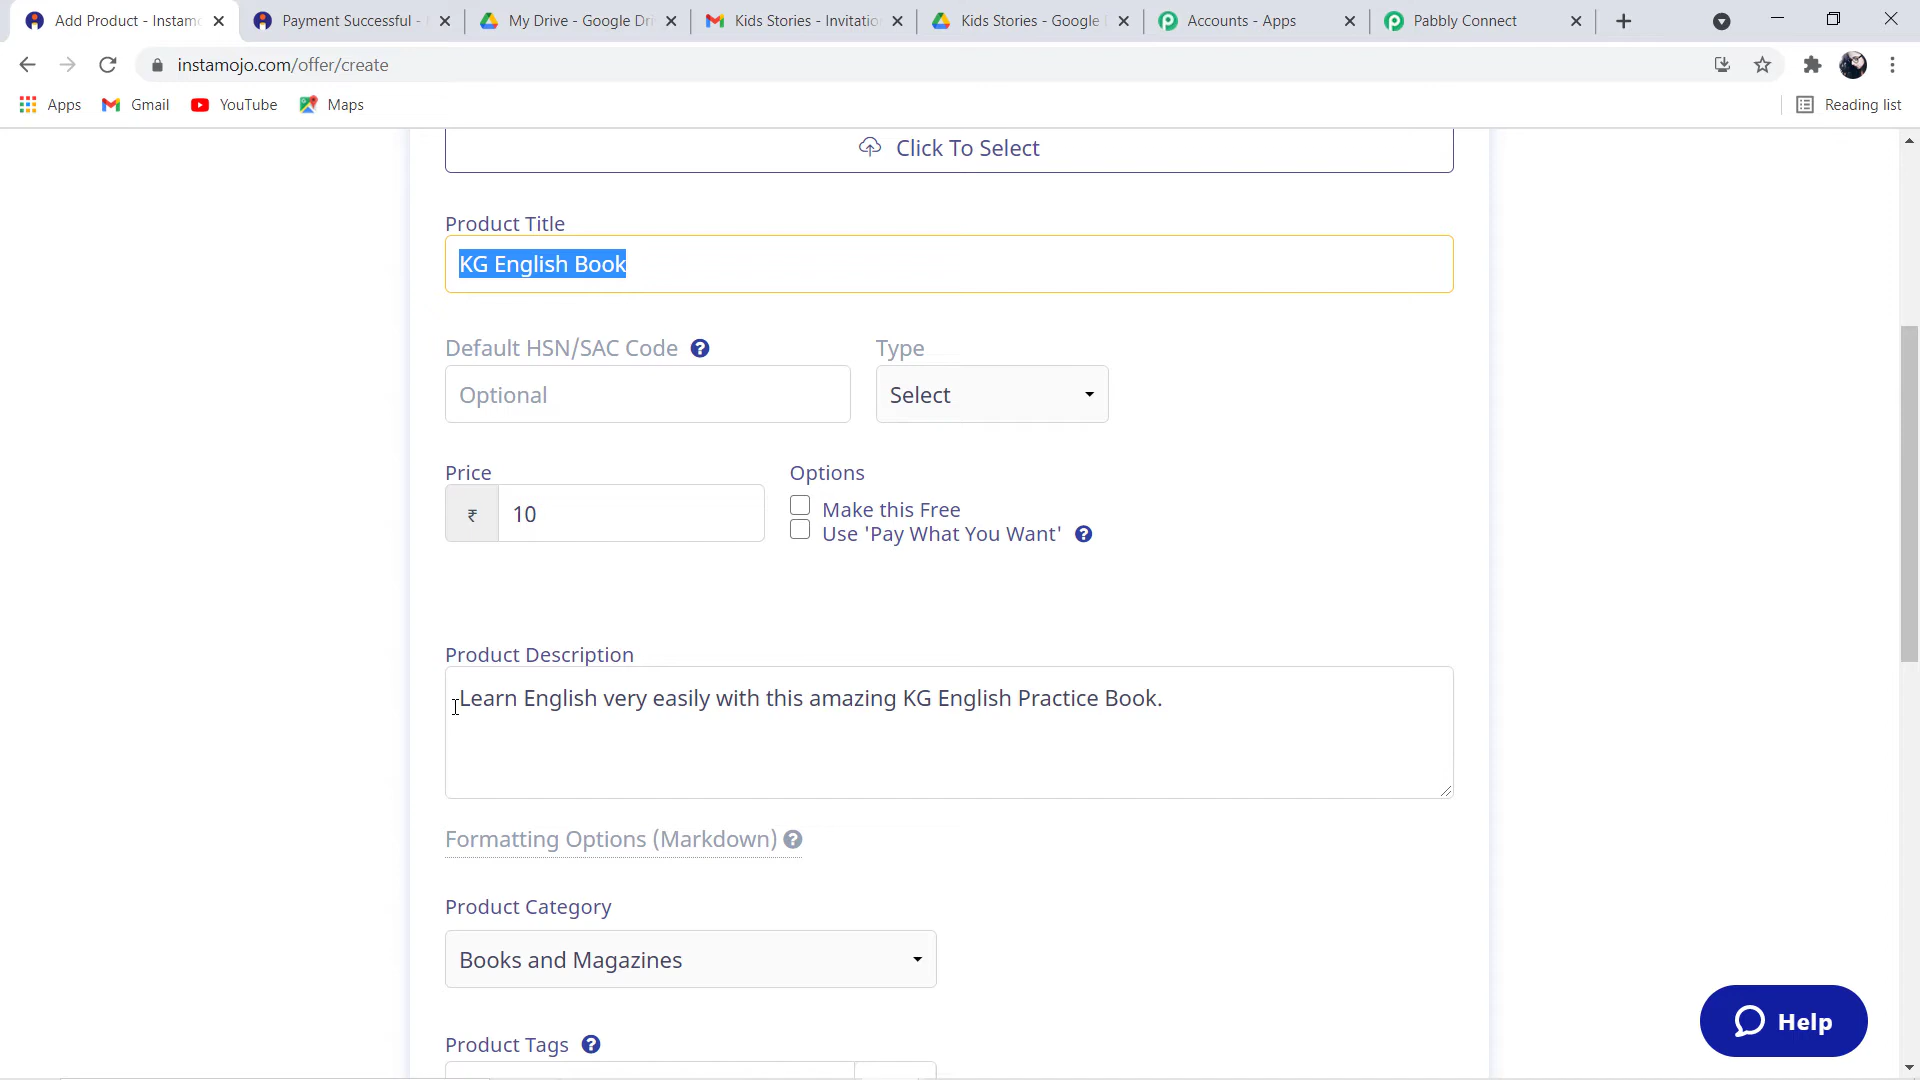 Add Product - Instamo
Payment Successful -
My Drive - Google Dri
Kids Stories - Invitatio
Kids Stories - Google
Accounts - Apps
Pabbly Connect
instamojo.com/offer/create
Apps
Gmail
YouTube
Maps
Reading list
Click To Select
Product Title
KG English Book
Default HSN/SAC Code ?
Type
Optional
Select
Price
Options
₹ 10
Make this Free
Use 'Pay What You Want' ?
Product Description
Learn English very easily with this amazing KG English Practice Book.
Formatting Options (Markdown) ?
Product Category
Books and Magazines
Help
Product Tags ?